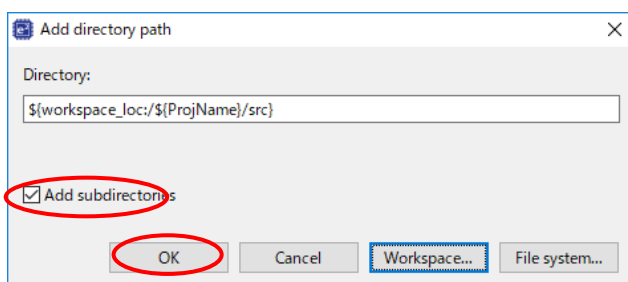 Add directory path
Directory:
${workspace_loc:/${ProjName}/src}
Add subdirectories
OK Cancel Workspace... File system...